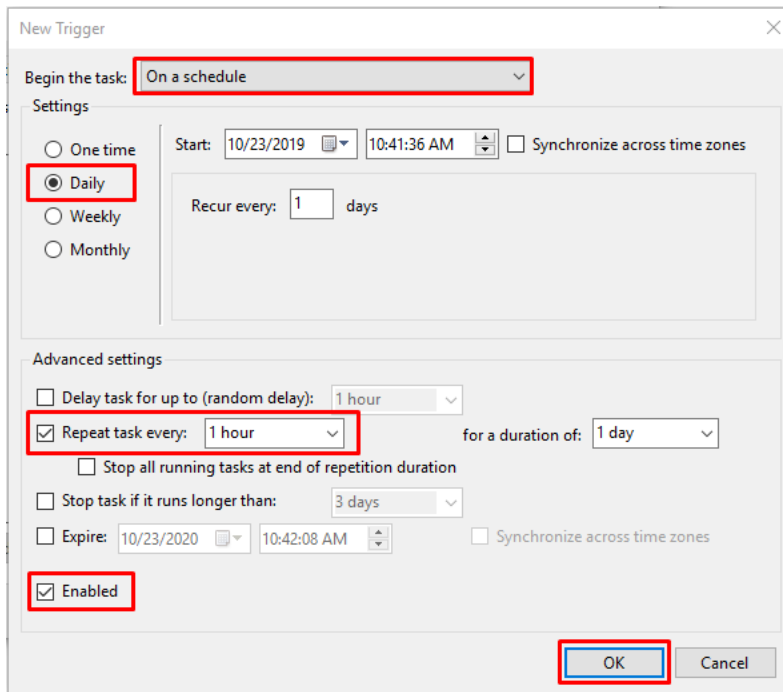 New Trigger
Begin the task: On a schedule
Settings
One time
Start: 10/23/2019 10:41:36 AM Synchronize across time zones
Daily
Recur every: 1 days
Weekly
Monthly
Advanced settings
Delay task for up to (random delay): 1 hour
Repeat task every: 1 hour for a duration of: 1 day
Stop all running tasks at end of repetition duration
Stop task if it runs longer than: 3 days
Expire: 10/23/2020 10:42:08 AM Synchronize across time zones
Enabled
OK Cancel